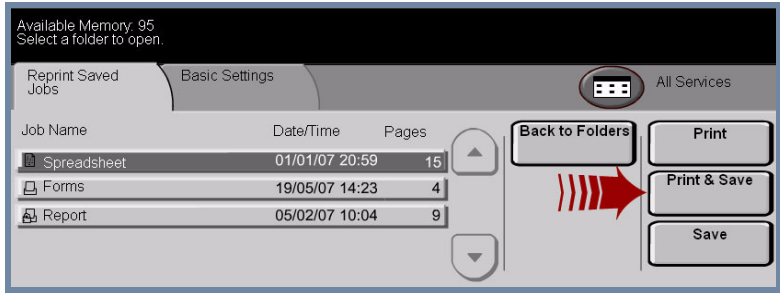 Available Memory: 95
Select a folder to open.
Reprint Saved
Jobs
Basic Settings
All Services
Job Name Date/Time Pages
Spreadsheet 01/01/07 20:59 15
Forms 19/05/07 14:23 4
Report 05/02/07 10:04 9
Back to Folders
Print
Print & Save
Save